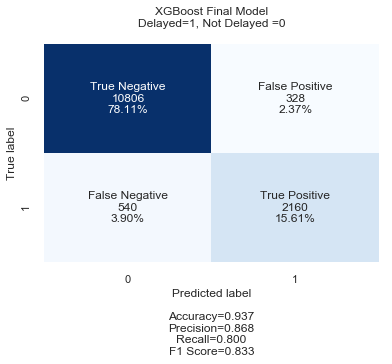 XGBoost Final Model
Delayed=1, Not Delayed =0
True Negative
10806
78.11%
False Positive
328
2.37%
False Negative
540
3.90%
True Positive
2160
15.61%
0
1
True label
0
1
Predicted label
Accuracy=0.937
Precision=0.868
Recall=0.800
F1 Score=0.833